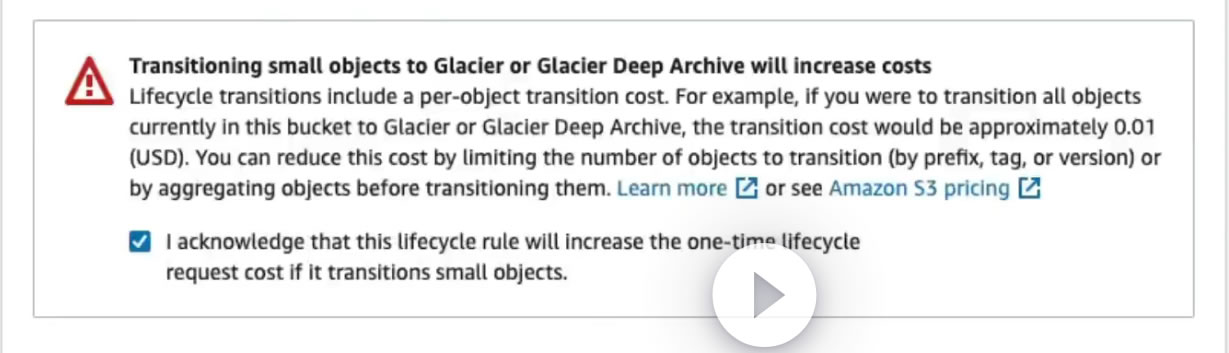 Transitioning small objects to Glacier or Glacier Deep Archive will increase costs
Lifecycle transitions include a per-object transition cost. For example, if you were to transition all objects
currently in this bucket to Glacier or Glacier Deep Archive, the transition cost would be approximately 0.01
(USD). You can reduce this cost by limiting the number of objects to transition (by prefix, tag, or version) or
by aggregating objects before transitioning them. Learn more or see Amazon S3 pricing
I acknowledge that this lifecycle rule will increase the one-time lifecycle
request cost if it transitions small objects.